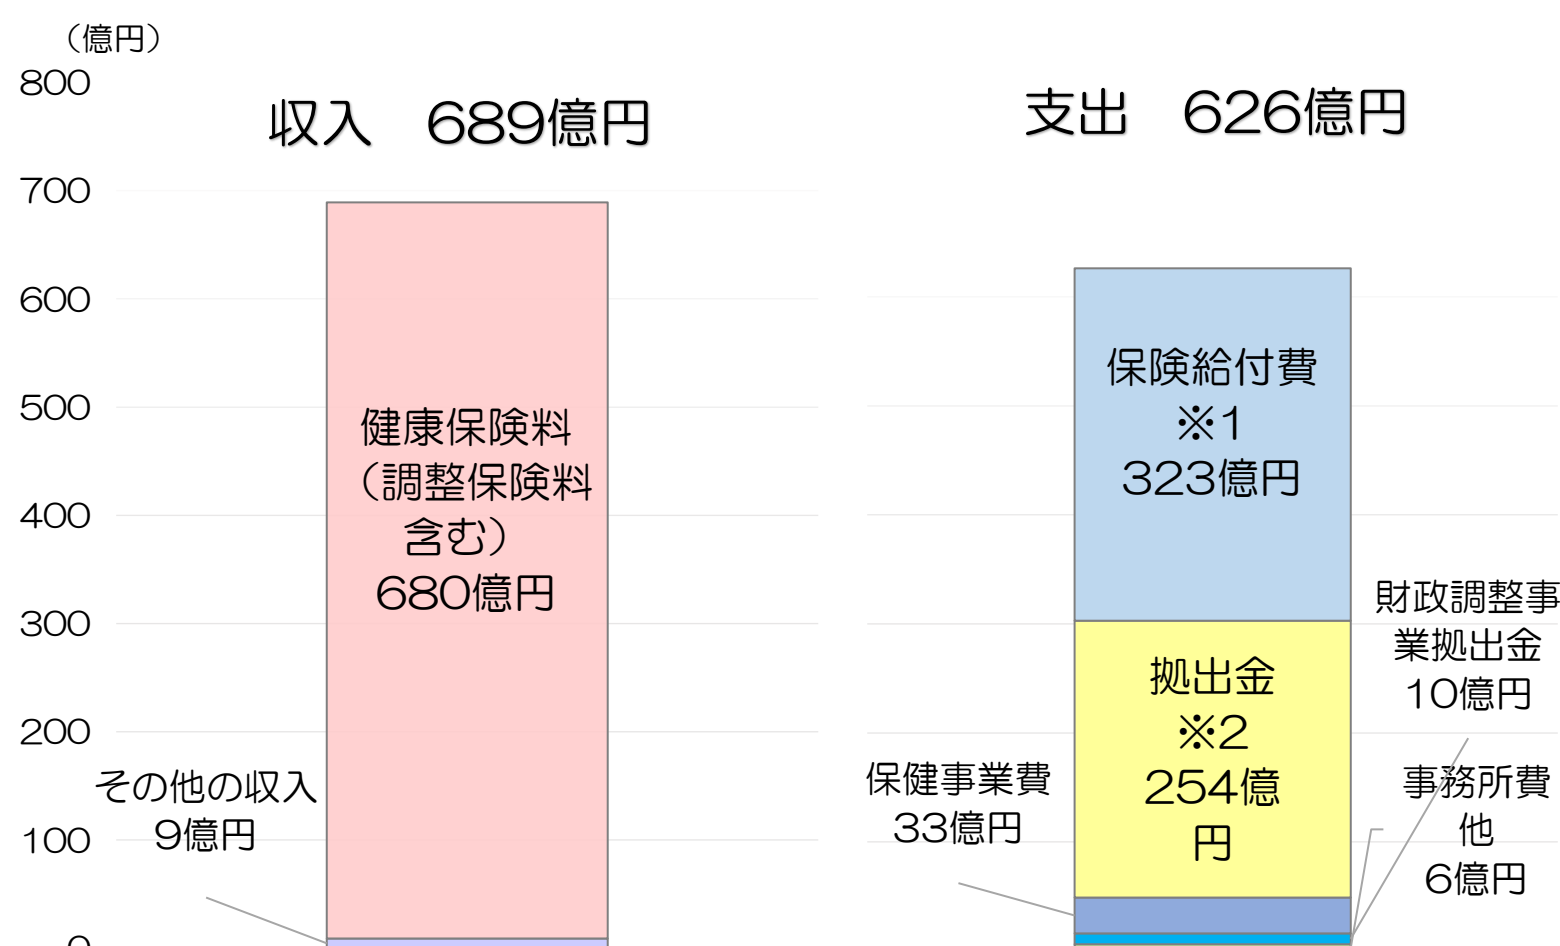 （億円）
800
700
600
500
400
300
200
100
0
収入　689億円
健康保険料
（調整保険料
含む）
680億円
その他の収入
9億円
支出　626億円
保険給付費
※1
323億円
拠出金
※2
254億
円
保健事業費
33億円
財政調整事
業拠出金
10億円
事務所費
他
6億円